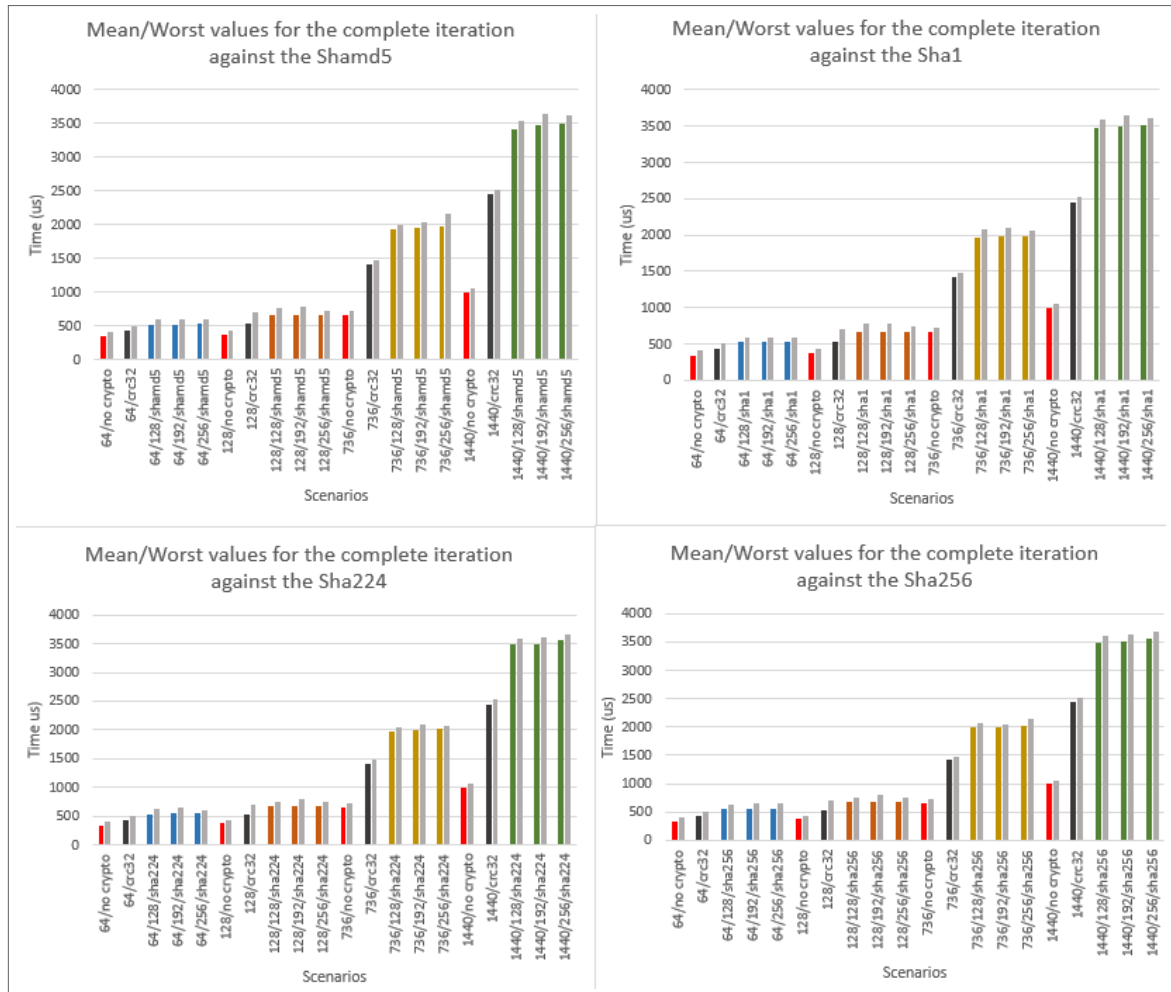 Mean/Worst values for the complete iteration
against the Shamd5
4000
3500
3000
2500
2000
1500
1000
500
0
Time (us)
64/no crypto
64/crc32
64/128/shamd5
64/192/shamd5
64/256/shamd5
128/no crypto
128/crc32
128/128/shamd5
128/192/shamd5
128/256/shamd5
736/no crypto
736/crc32
736/128/shamd5
736/192/shamd5
736/256/shamd5
1440/no crypto
1440/crc32
1440/128/shamd5
1440/192/shamd5
1440/256/shamd5
Scenarios
Mean/Worst values for the complete iteration
against the Sha1
4000
3500
3000
2500
2000
1500
1000
500
0
Time (us)
64/no crypto
64/crc32
64/128/sha1
64/192/sha1
64/256/sha1
128/no crypto
128/crc32
128/128/sha1
128/192/sha1
128/256/sha1
736/no crypto
736/crc32
736/128/sha1
736/192/sha1
736/256/sha1
1440/no crypto
1440/crc32
1440/128/sha1
1440/192/sha1
1440/256/sha1
Scenarios
Mean/Worst values for the complete iteration
against the Sha224
4000
3500
3000
2500
2000
1500
1000
500
0
Time us)
64/no crypto
64/crc32
64/128/sha224
64/192/sha224
64/256/sha224
128/no crypto
128/crc32
128/128/sha224
128/192/sha224
128/256/sha224
736/no crypto
736/crc32
736/128/sha224
736/192/sha224
736/256/sha224
1440/no crypto
1440/crc32
1440/128/sha224
1440/192/sha224
1440/256/sha224
Scenarios
Mean/Worst values for the complete iteration
against the Sha256
4000
3500
3000
2500
2000
1500
1000
500
0
Time (us)
64/no crypto
64/crc32
64/128/sha256
64/192/sha256
64/256/sha256
128/no crypto
128/crc32
128/128/sha256
128/192/sha256
128/256/sha256
736/no crypto
736/crc32
736/128/sha256
736/192/sha256
736/256/sha256
1440/no crypto
1440/crc32
1440/128/sha256
1440/192/sha256
1440/256/sha256
Scenarios